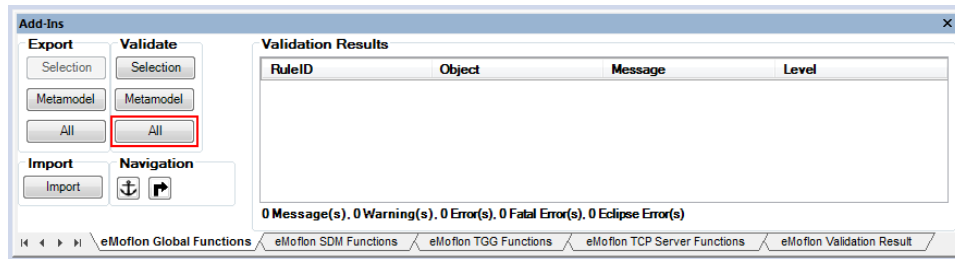 Add-Ins
Export Validate Validation Results
Selection Selection RuleID Object Message Level
Metamodel Metamodel
All All
Import Navigation
Import
0 Message(s), 0 Warning(s), 0 Error(s), 0 Fatal Error(s), 0 Eclipse Error(s)
eMoflon Global Functions eMoflon SDM Functions eMoflon TGG Functions eMoflon TCP Server Functions eMoflon Validation Result